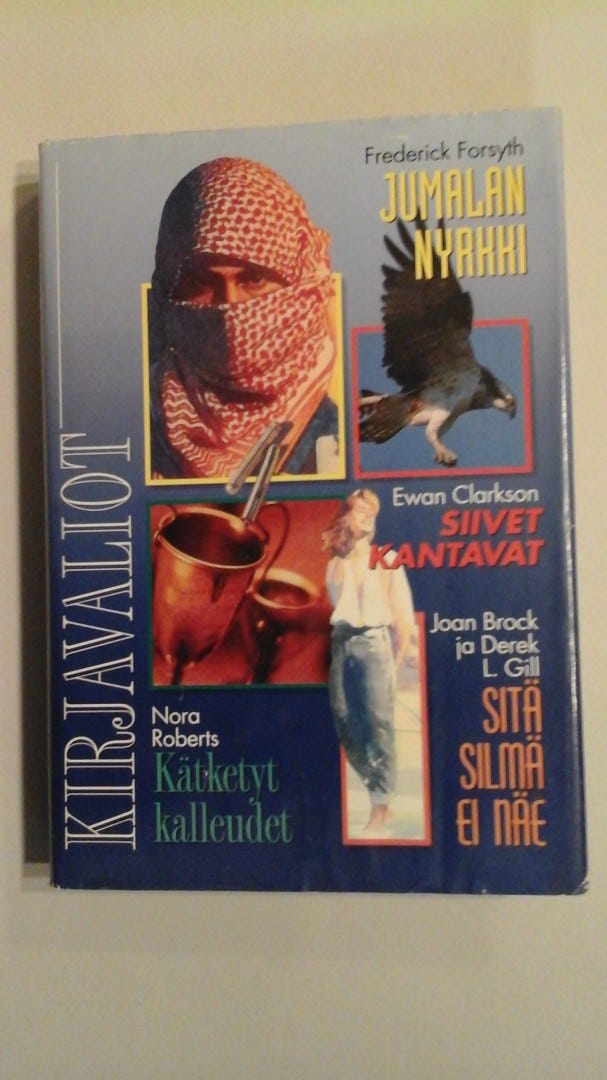 KIRJAVALIOT
Frederick Forsyth
JUMALAN
NYRKKI
Ewan Clarkson
SIIVET
KANTAVAT
Joan Brock
ja Derek
L. Gill
SITÄ
SILMÄ
EI NÄE
Nora
Roberts
Kätketyt
kalleudet